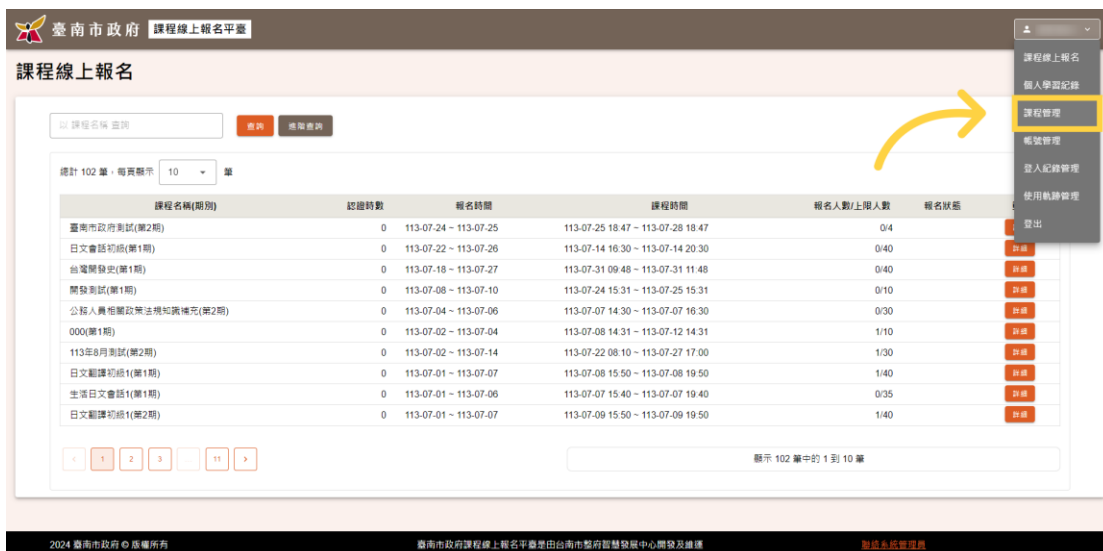 臺南市政府 課程線上報名平臺
課程線上報名
課程線上報名
個人學習記錄
課程管理
帳號管理
登入紀錄管理
使用軌跡管理
登出
以 課程名稱 查詢
查詢
進階查詢
總計 102 筆，每頁顯示 10 筆
課程名稱(期別) 認證時數 報名時間 課程時間 報名人數/上限人數 報名狀態
臺南市政府測試(第2期) 0 113-07-24 ~ 113-07-25 113-07-25 18:47 ~ 113-07-28 18:47 0/4
日文會話初級(第1期) 0 113-07-22 ~ 113-07-26 113-07-14 16:30 ~ 113-07-14 20:30 0/40 詳細
台灣開發史(第1期) 0 113-07-18 ~ 113-07-27 113-07-31 09:48 ~ 113-07-31 11:48 0/40 詳細
開發測試(第1期) 0 113-07-08 ~ 113-07-10 113-07-24 15:31 ~ 113-07-25 15:31 0/10 詳細
公務人員相關政策法規知識補充(第2期) 0 113-07-04 ~ 113-07-06 113-07-07 14:30 ~ 113-07-07 16:30 0/30 詳細
000(第1期) 0 113-07-02 ~ 113-07-04 113-07-08 14:31 ~ 113-07-12 14:31 1/10 詳細
113年8月測試(第2期) 0 113-07-02 ~ 113-07-14 113-07-22 08:10 ~ 113-07-27 17:00 1/30 詳細
日文翻譯初級1(第1期) 0 113-07-01 ~ 113-07-07 113-07-08 15:50 ~ 113-07-08 19:50 1/40 詳細
生活日文會話1(第1期) 0 113-07-01 ~ 113-07-06 113-07-07 15:40 ~ 113-07-07 19:40 0/35 詳細
日文翻譯初級1(第2期) 0 113-07-01 ~ 113-07-07 113-07-09 15:50 ~ 113-07-09 19:50 1/40 詳細
< 1 2 3 ... 11 >
顯示 102 筆中的 1 到 10 筆
2024 臺南市政府 © 版權所有
臺南市政府課程線上報名平臺是由台南市政府智慧發展中心開發及維運
聯絡系統管理員